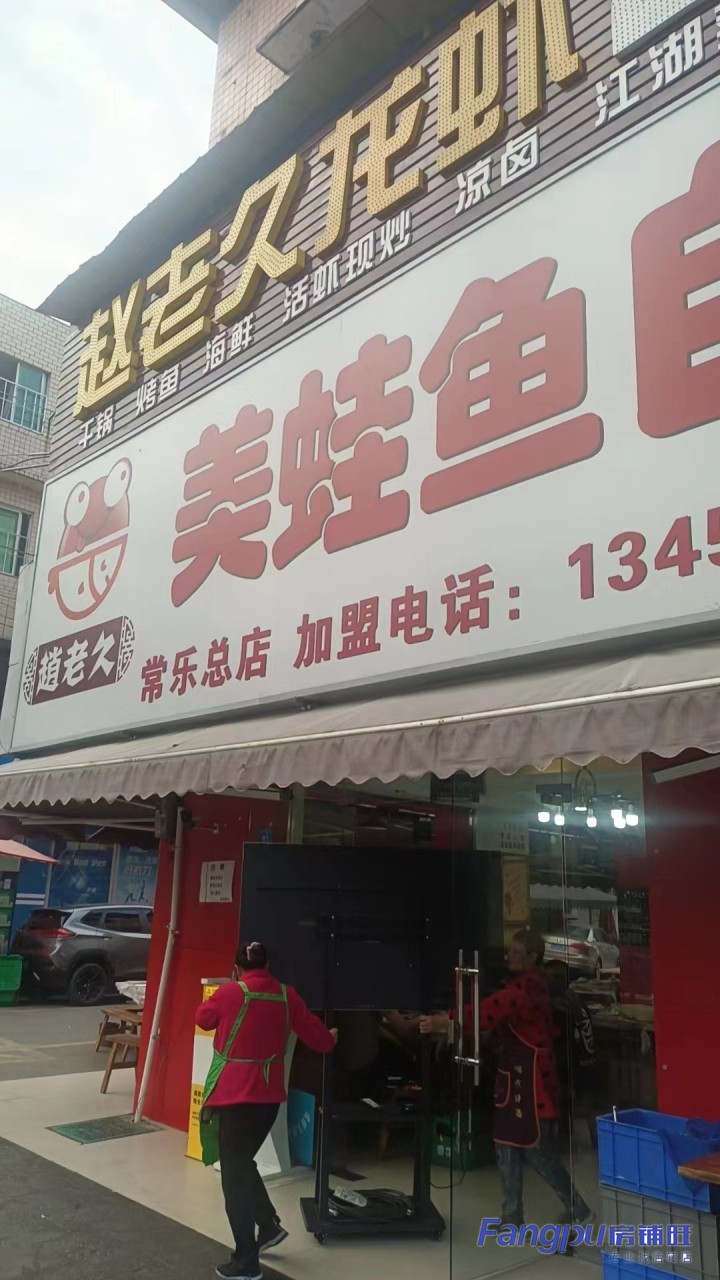 赵老久龙虾
干锅 烤鱼 海鲜 活虾现炒 凉卤 江湖
美蛙鱼自
趙老久
常乐总店 加盟电话：1345
Fangpu房铺旺